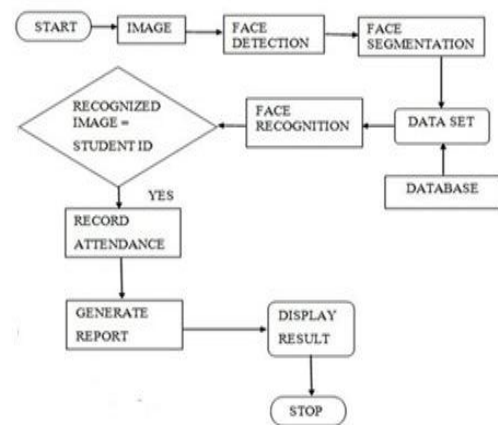 START
IMAGE
FACE
DETECTION
FACE
SEGMENTATION
RECOGNIZED
IMAGE =
STUDENT ID
FACE
RECOGNITION
DATA SET
DATABASE
YES
RECORD
ATTENDANCE
GENERATE
REPORT
DISPLAY
RESULT
STOP